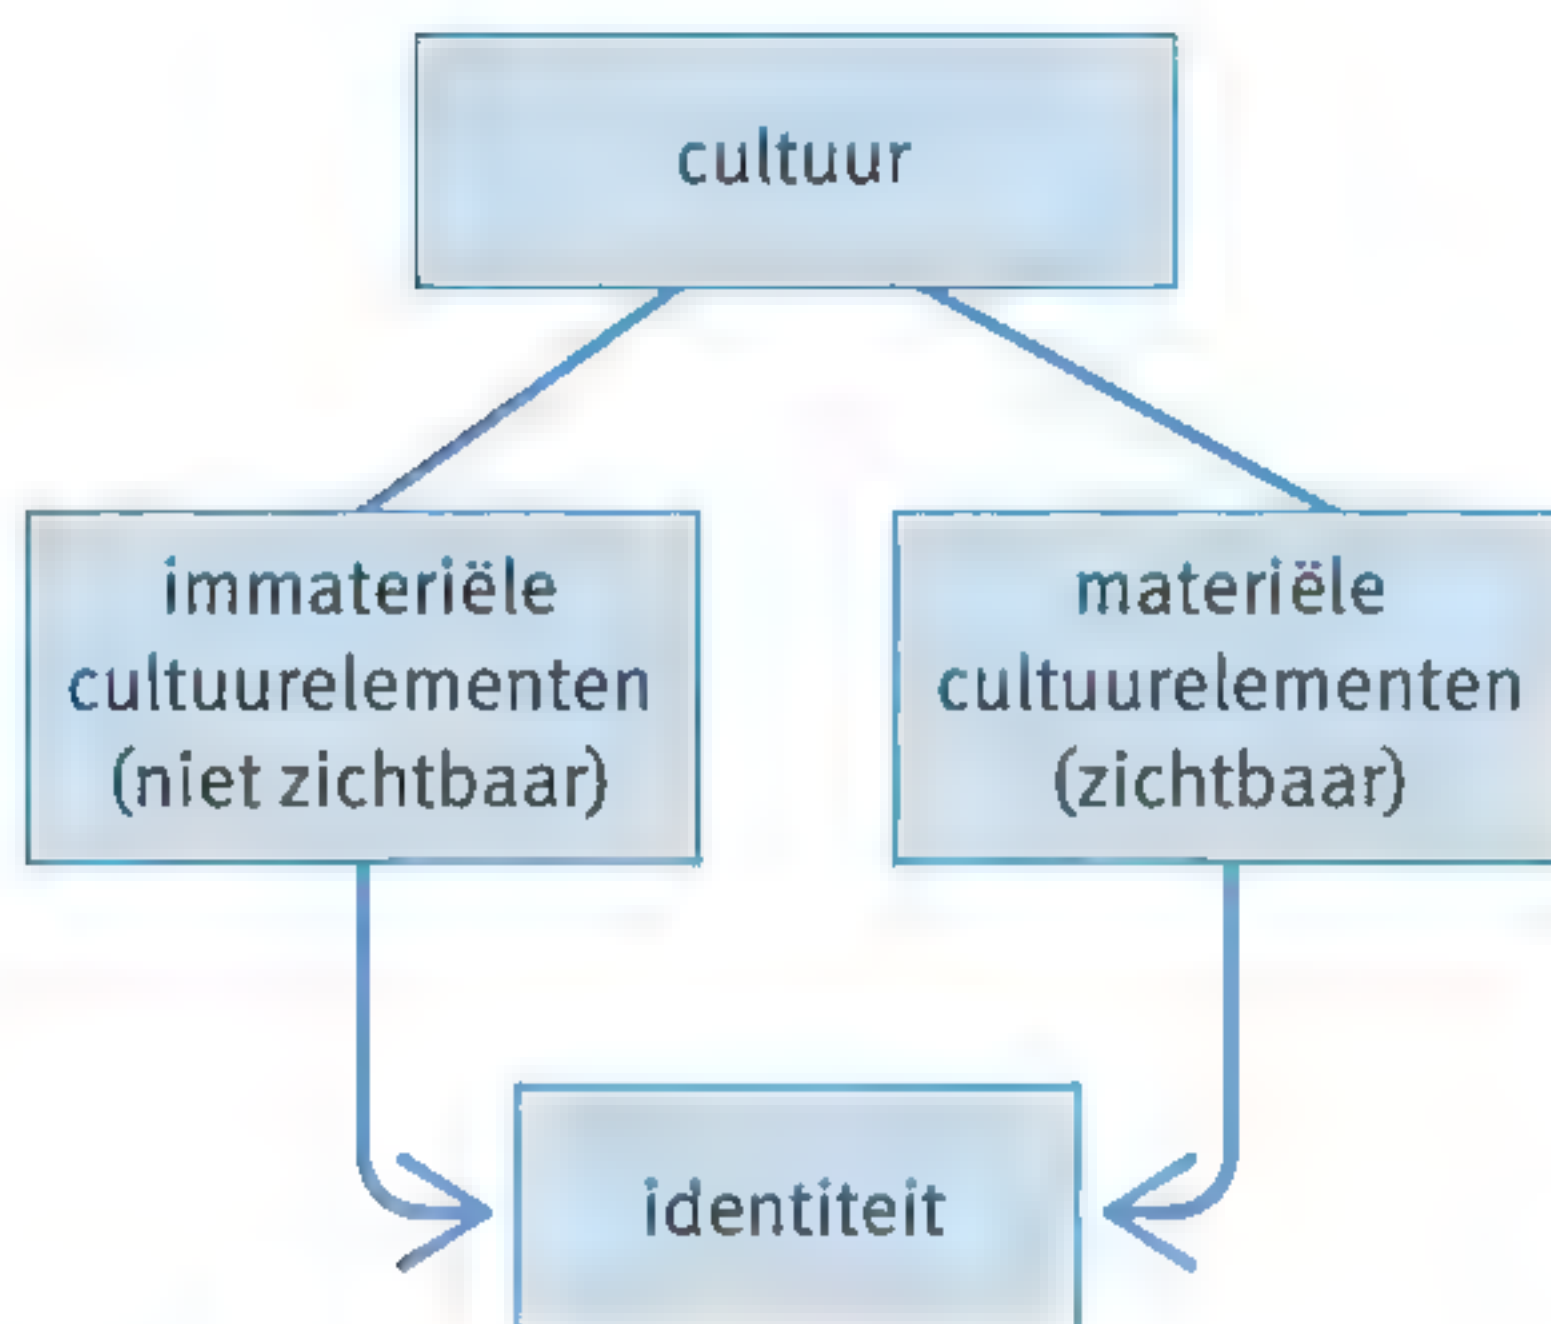 cultuur
immateriële
cultuurelementen
(niet zichtbaar)
materiële
cultuurelementen
(zichtbaar)
identiteit